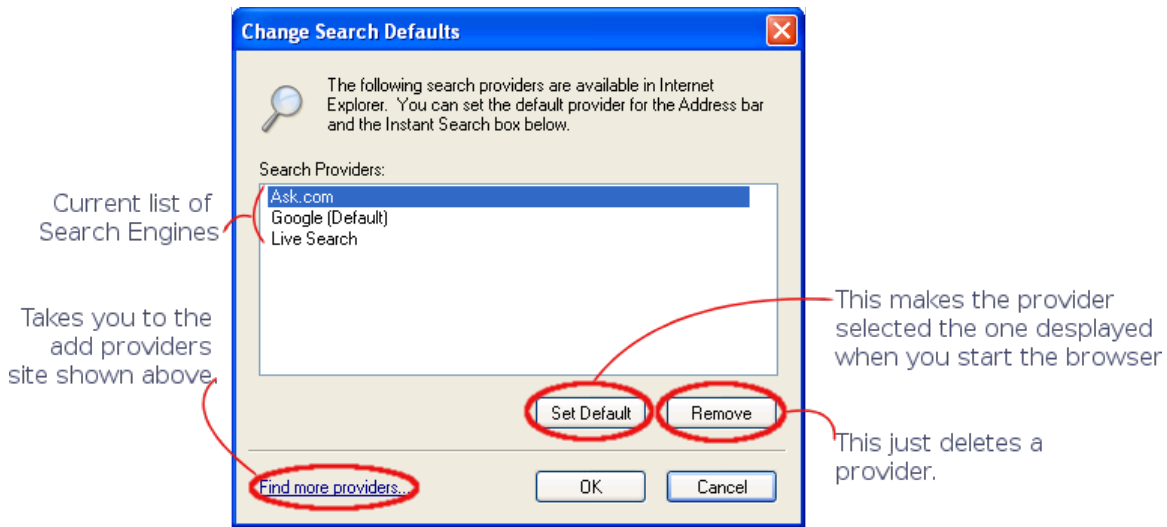 Change Search Defaults
The following search providers are available in Internet
Explorer. You can set the default provider for the Address bar
and the Instant Search box below.
Search Providers:
Ask.com
Google (Default)
Live Search
Current list of
Search Engines
Takes you to the
add providers
site shown above.
This makes the provider
selected the one desplayed
when you start the browser
Set Default
Remove
This just deletes a
provider.
Find more providers...
OK
Cancel